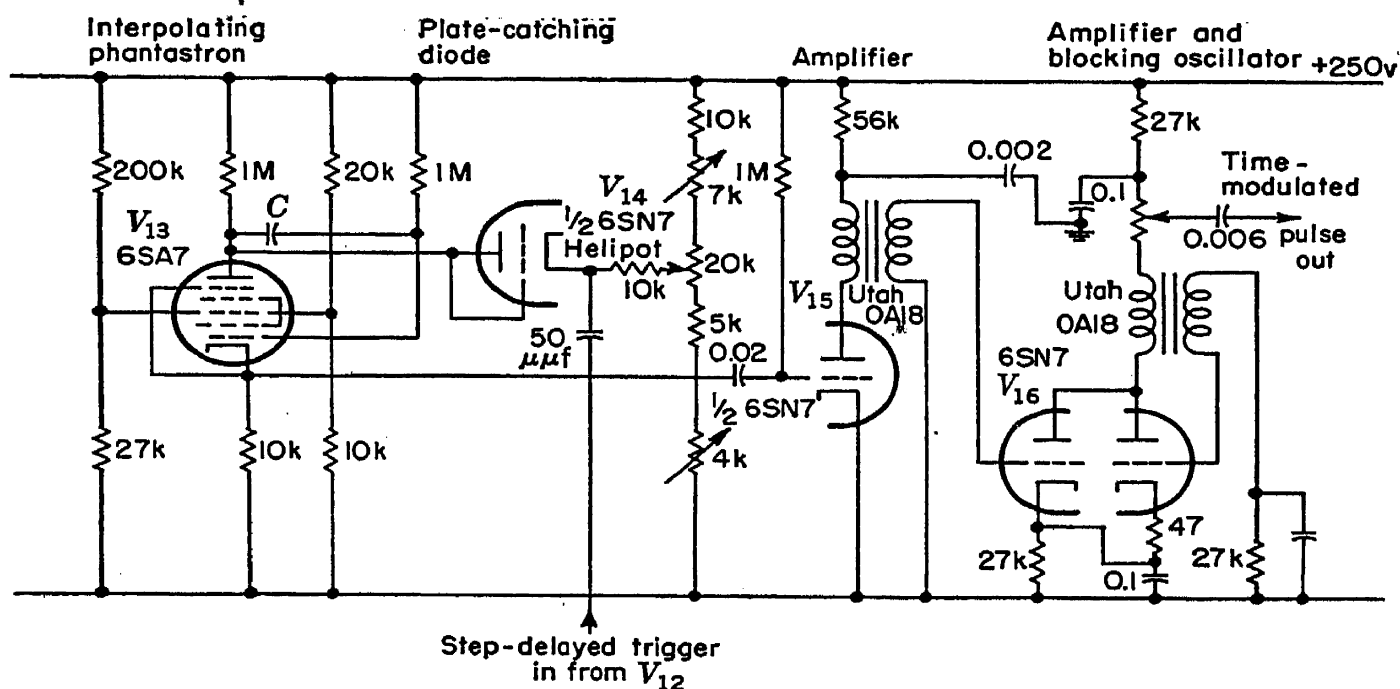 Interpolating
phantastron
Plate-catching
diode
Amplifier
Amplifier and
blocking oscillator
+250v
200k
1M
20k
1M
10k
7k
1M
56k
27k
0.002
0.1
Time-
modulated
pulse
out
0.006
V13
6SA7
C
V14
1/2 6SN7
Helipot
10k
20k
5k
50
μμf
0.02
V15
Utah
0A18
1/2 6SN7
Utah
0A18
6SN7
V16
27k
10k
10k
4k
27k
47
0.1
27k
Step-delayed trigger
in from V12